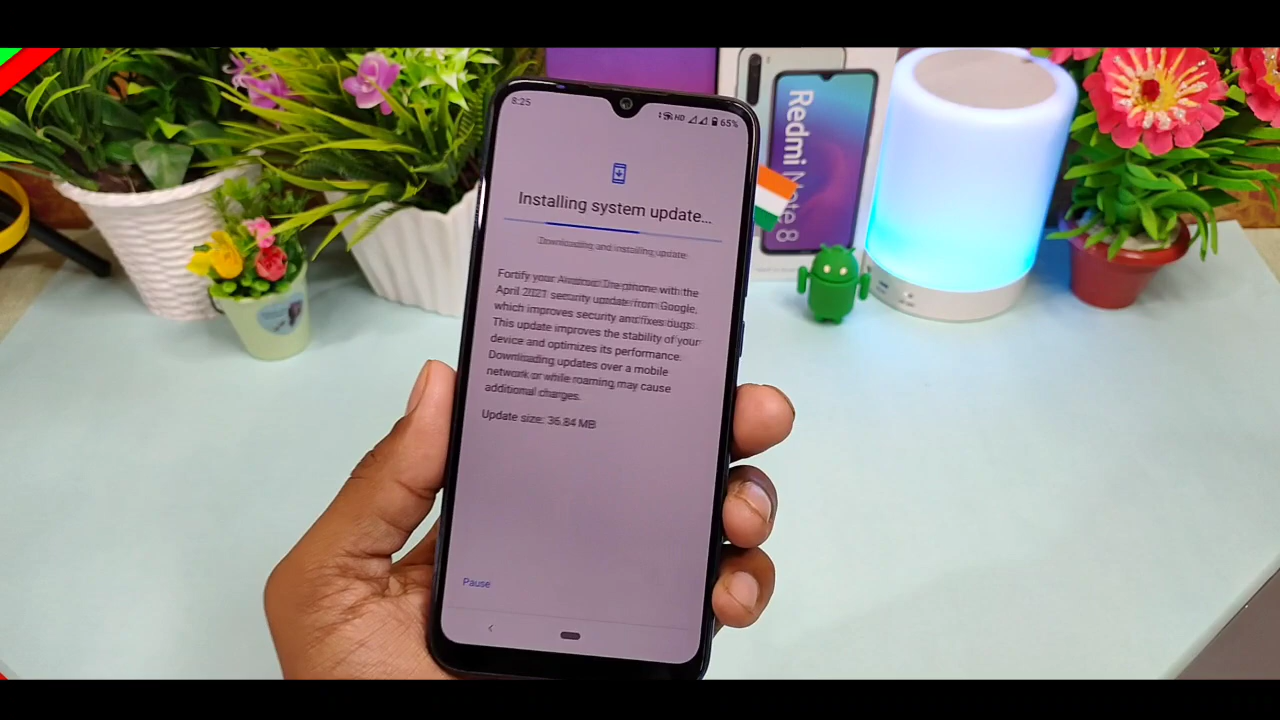 8:25
HD 65%
Installing system update...
Downloading and installing update
Fortify your Android One phone with the
April 2021 security update from Google,
which improves security and fixes bugs.
This update improves the stability of your
device and optimizes its performance.
Downloading updates over a mobile
network or while roaming may cause
additional charges.
Update size: 36.84 MB
Pause
Redmi Note 8